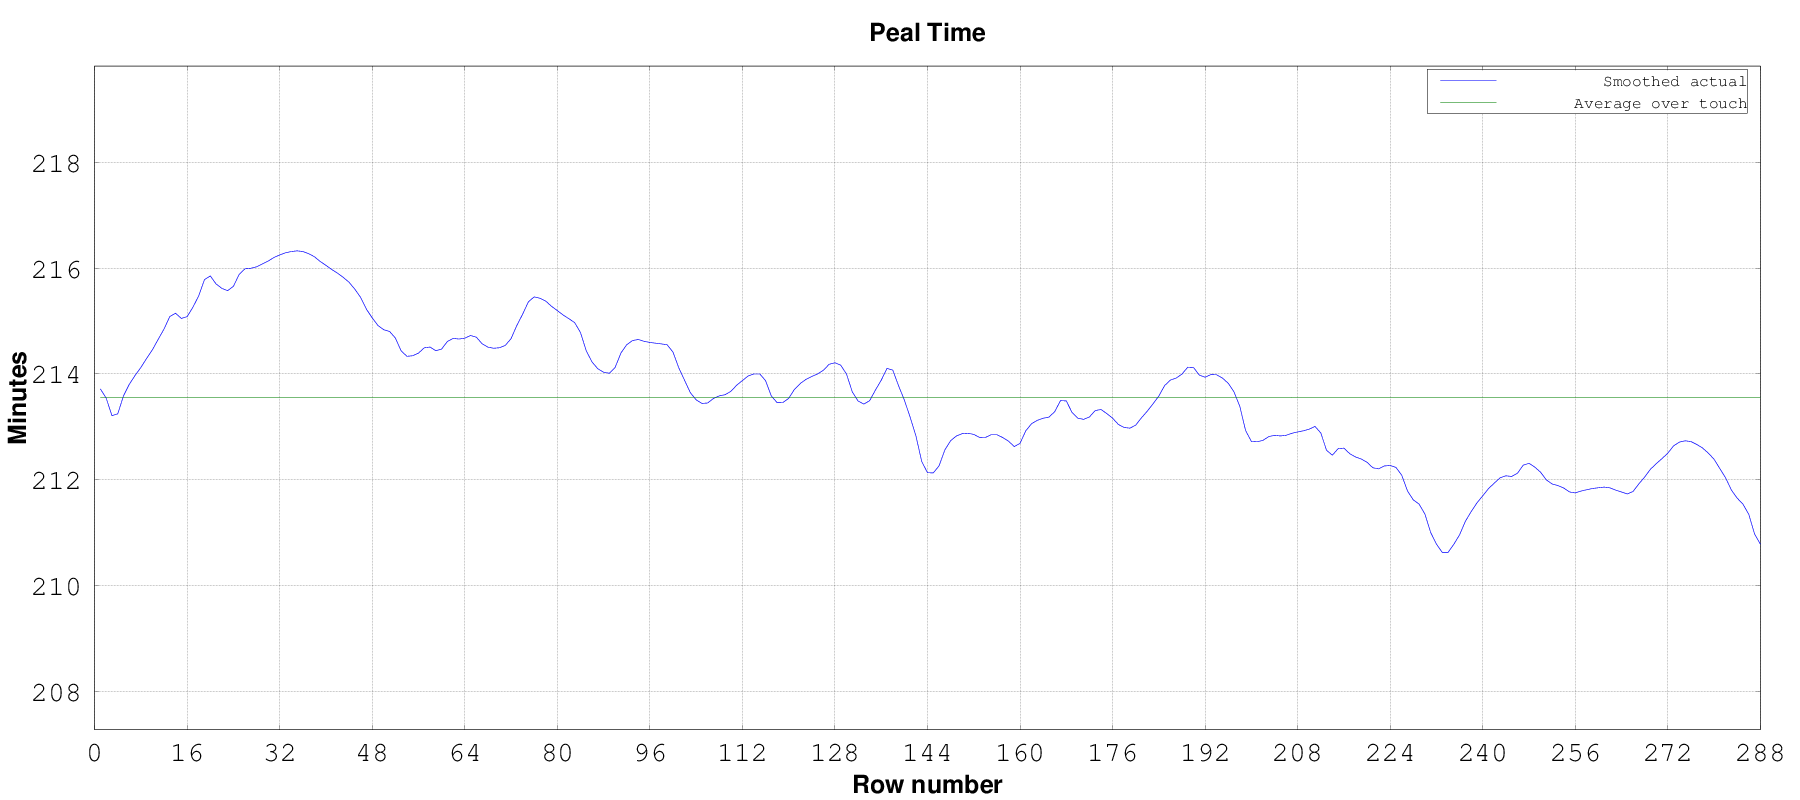 Peal Time
Smoothed actual
Average over touch
218
216
214
212
210
208
Minutes
0 16 32 48 64 80 96 112 128 144 160 176 192 208 224 240 256 272 288
Row number